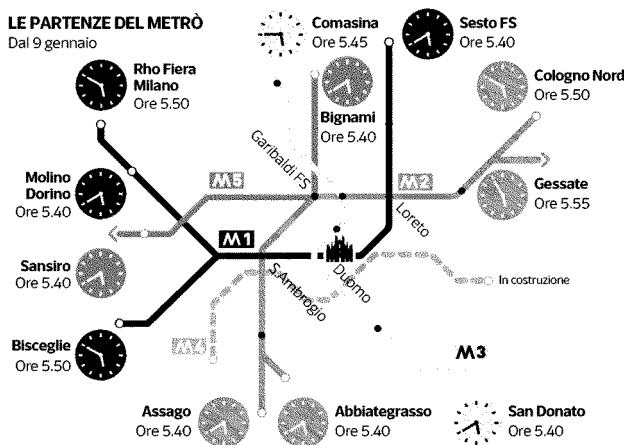 LE PARTENZE DEL METRÒ
Dal 9 gennaio
Comasina
Ore 5.45
Sesto FS
Ore 5.40
Rho Fiera
Milano
Ore 5.50
Bignami
Ore 5.40
Cologno Nord
Ore 5.50
Garibaldi FS
Molino
Dorino
Ore 5.40
M5
M2
Gessate
Ore 5.55
Loreto
M1
Sansiro
Ore 5.40
S.Ambrogio
Duomo
In costruzione
Bisceglie
Ore 5.50
M4
M3
Assago
Ore 5.40
Abbiategrasso
Ore 5.40
San Donato
Ore 5.40